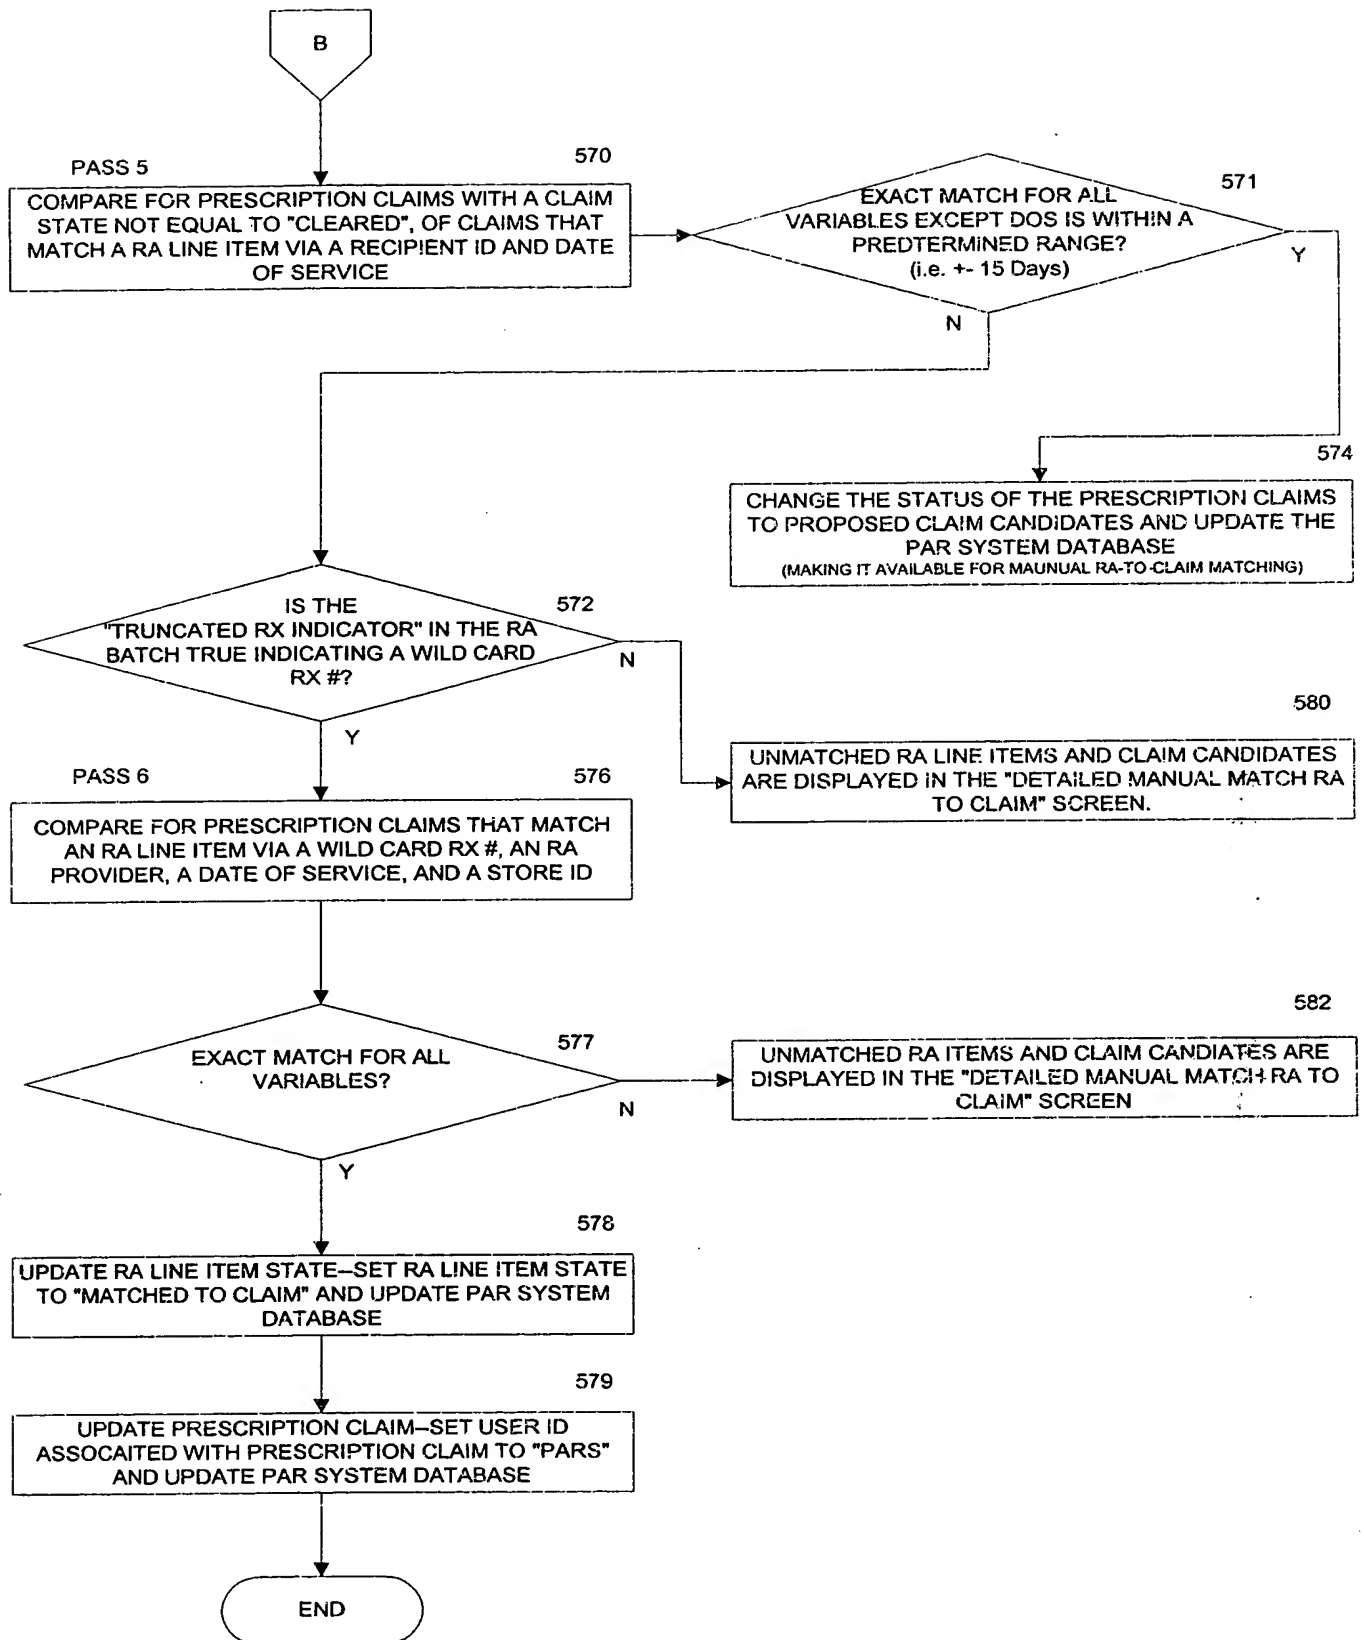 B
PASS 5
570
COMPARE FOR PRESCRIPTION CLAIMS WITH A CLAIM
STATE NOT EQUAL TO "CLEARED", OF CLAIMS THAT
MATCH A RA LINE ITEM VIA A RECIPIENT ID AND DATE
OF SERVICE
571
EXACT MATCH FOR ALL
VARIABLES EXCEPT DOS IS WITHIN A
PREDTERMINED RANGE?
(i.e. +- 15 Days)
Y
N
574
CHANGE THE STATUS OF THE PRESCRIPTION CLAIMS
TO PROPOSED CLAIM CANDIDATES AND UPDATE THE
PAR SYSTEM DATABASE
(MAKING IT AVAILABLE FOR MAUNUAL RA-TO-CLAIM MATCHING)
572
IS THE
"TRUNCATED RX INDICATOR" IN THE RA
BATCH TRUE INDICATING A WILD CARD
RX #?
N
Y
580
UNMATCHED RA LINE ITEMS AND CLAIM CANDIDATES
ARE DISPLAYED IN THE "DETAILED MANUAL MATCH RA
TO CLAIM" SCREEN.
PASS 6
576
COMPARE FOR PRESCRIPTION CLAIMS THAT MATCH
AN RA LINE ITEM VIA A WILD CARD RX #, AN RA
PROVIDER, A DATE OF SERVICE, AND A STORE ID
577
EXACT MATCH FOR ALL
VARIABLES?
N
Y
582
UNMATCHED RA ITEMS AND CLAIM CANDIATES ARE
DISPLAYED IN THE "DETAILED MANUAL MATCH RA TO
CLAIM" SCREEN
578
UPDATE RA LINE ITEM STATE–SET RA LINE ITEM STATE
TO "MATCHED TO CLAIM" AND UPDATE PAR SYSTEM
DATABASE
579
UPDATE PRESCRIPTION CLAIM–SET USER ID
ASSOCAITED WITH PRESCRIPTION CLAIM TO "PARS"
AND UPDATE PAR SYSTEM DATABASE
END